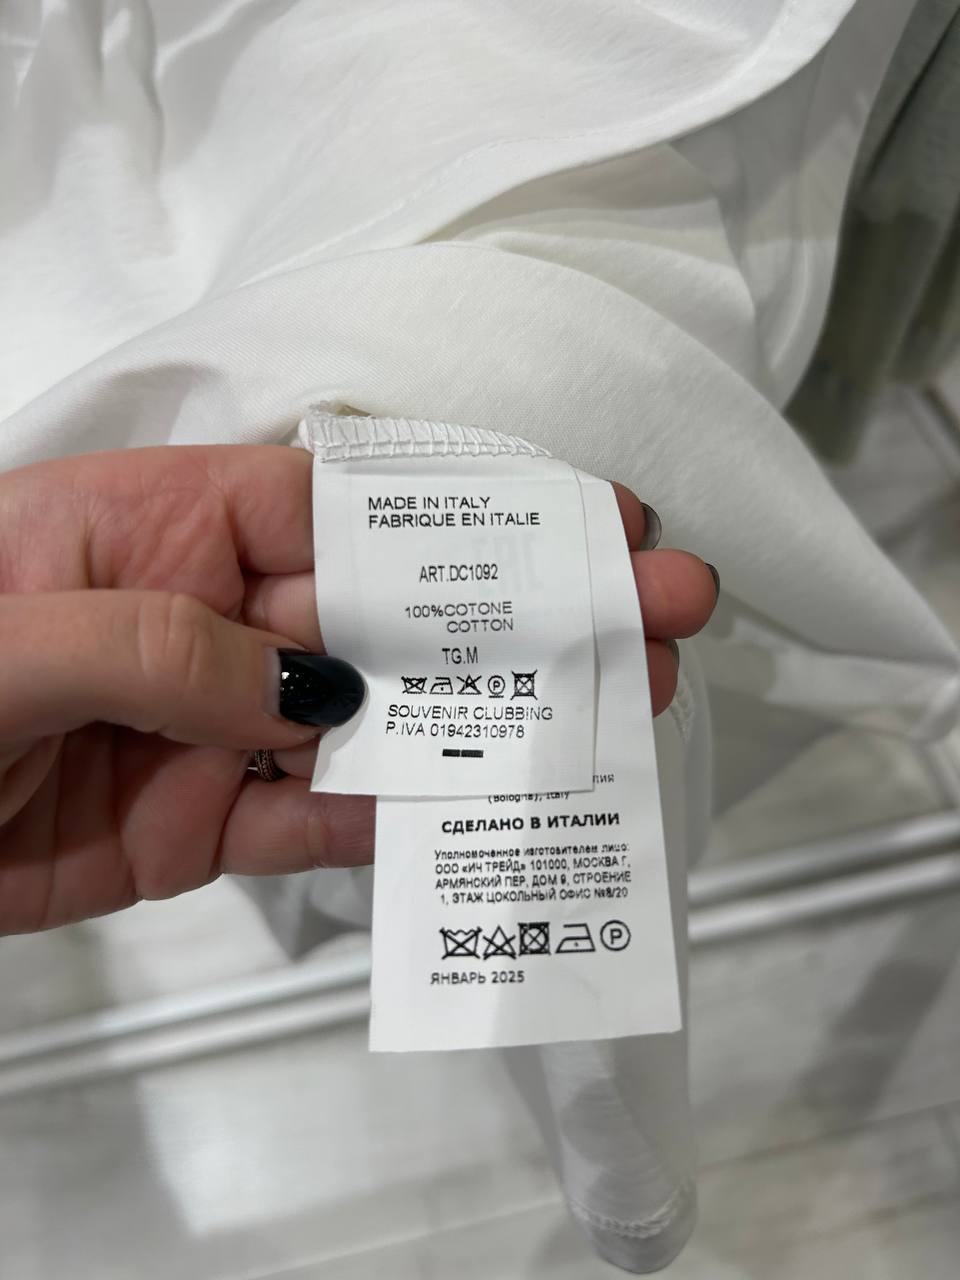 MADE IN ITALY
FABRIQUE EN ITALIE
ART.DC1092
100%COTONE
COTTON
TG.M
SOUVENIR CLUBBING
P.IVA 01942310978
(Bologna), Italy
СДЕЛАНО В ИТАЛИИ
Уполномоченное изготовителем лицо:
ООО «ИЧ ТРЕЙД» 101000, МОСКВА Г,
АРМЯНСКИЙ ПЕР, ДОМ 9, СТРОЕНИЕ
1, ЭТАЖ ЦОКОЛЬНЫЙ ОФИС №8/20
P
ЯНВАРЬ 2025